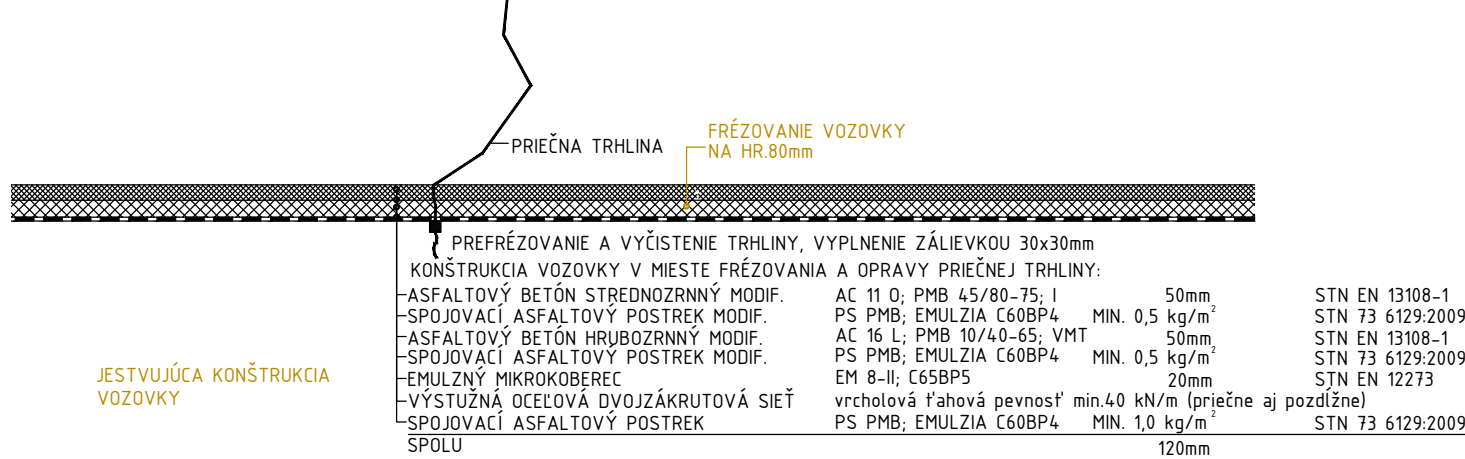 PRIEČNA TRHLINA
FRÉZOVANIE VOZOVKY
NA HR.80mm
PREFRÉZOVANIE A VYČISTENIE TRHLINY, VYPLNENIE ZÁLIEVKOU 30x30mm
KONŠTRUKCIA VOZOVKY V MIESTE FRÉZOVANIA A OPRAVY PRIEČNEJ TRHLINY:
ASFALTOVÝ BETÓN STREDNOZRNNÝ MODIF. AC 11 O; PMB 45/80-75; I 50mm STN EN 13108-1
SPOJOVACÍ ASFALTOVÝ POSTREK MODIF. PS PMB; EMULZIA C60BP4 MIN. 0,5 kg/m² STN 73 6129:2009
ASFALTOVÝ BETÓN HRUBOZRNNÝ MODIF. AC 16 L; PMB 10/40-65; VMT 50mm STN EN 13108-1
SPOJOVACÍ ASFALTOVÝ POSTREK MODIF. PS PMB; EMULZIA C60BP4 MIN. 0,5 kg/m² STN 73 6129:2009
EMULZNÝ MIKROKOBEREC EM 8-II; C65BP5 20mm STN EN 12273
VÝSTUŽNÁ OCEĽOVÁ DVOJZÁKRUTOVÁ SIEŤ vrcholová ťahová pevnosť min.40 kN/m (priečne aj pozdĺžne)
SPOJOVACÍ ASFALTOVÝ POSTREK PS PMB; EMULZIA C60BP4 MIN. 1,0 kg/m² STN 73 6129:2009
SPOLU 120mm
JESTVUJÚCA KONŠTRUKCIA
VOZOVKY